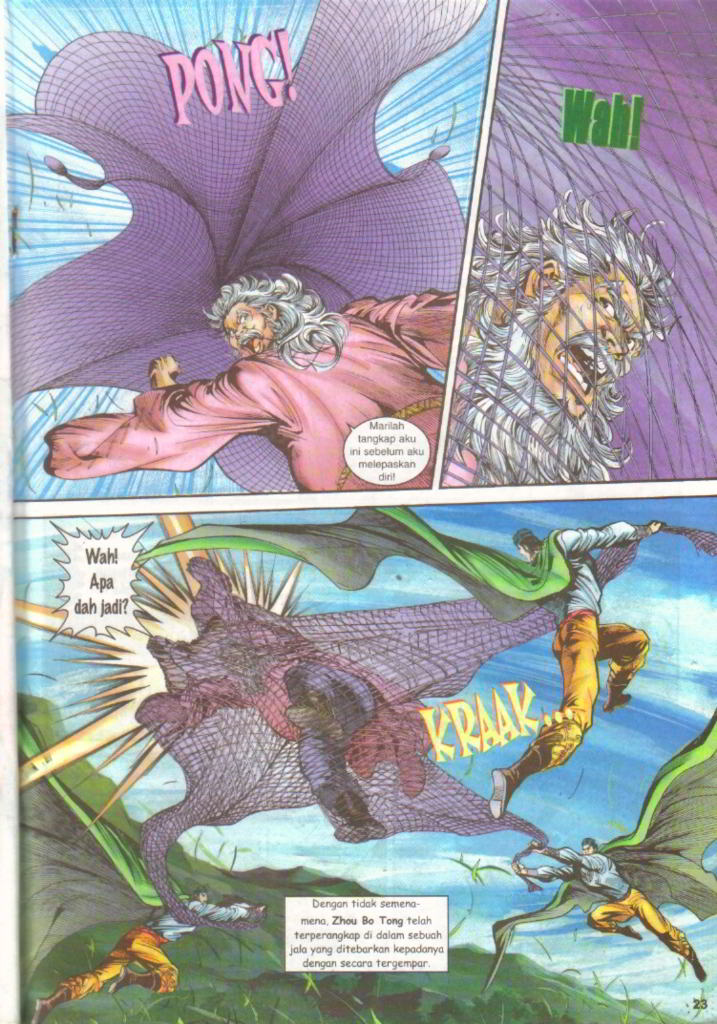 PONG!
Wah!
Marilah
tangkap aku
ini sebelum aku
melepaskan
diri!
Wah!
Apa
dah jadi?
KRAAK...
Dengan tidak semena-
mena, Zhou Bo Tong telah
terperangkap di dalam sebuah
jala yang ditebarkan kepadanya
dengan secara tergempar.
23